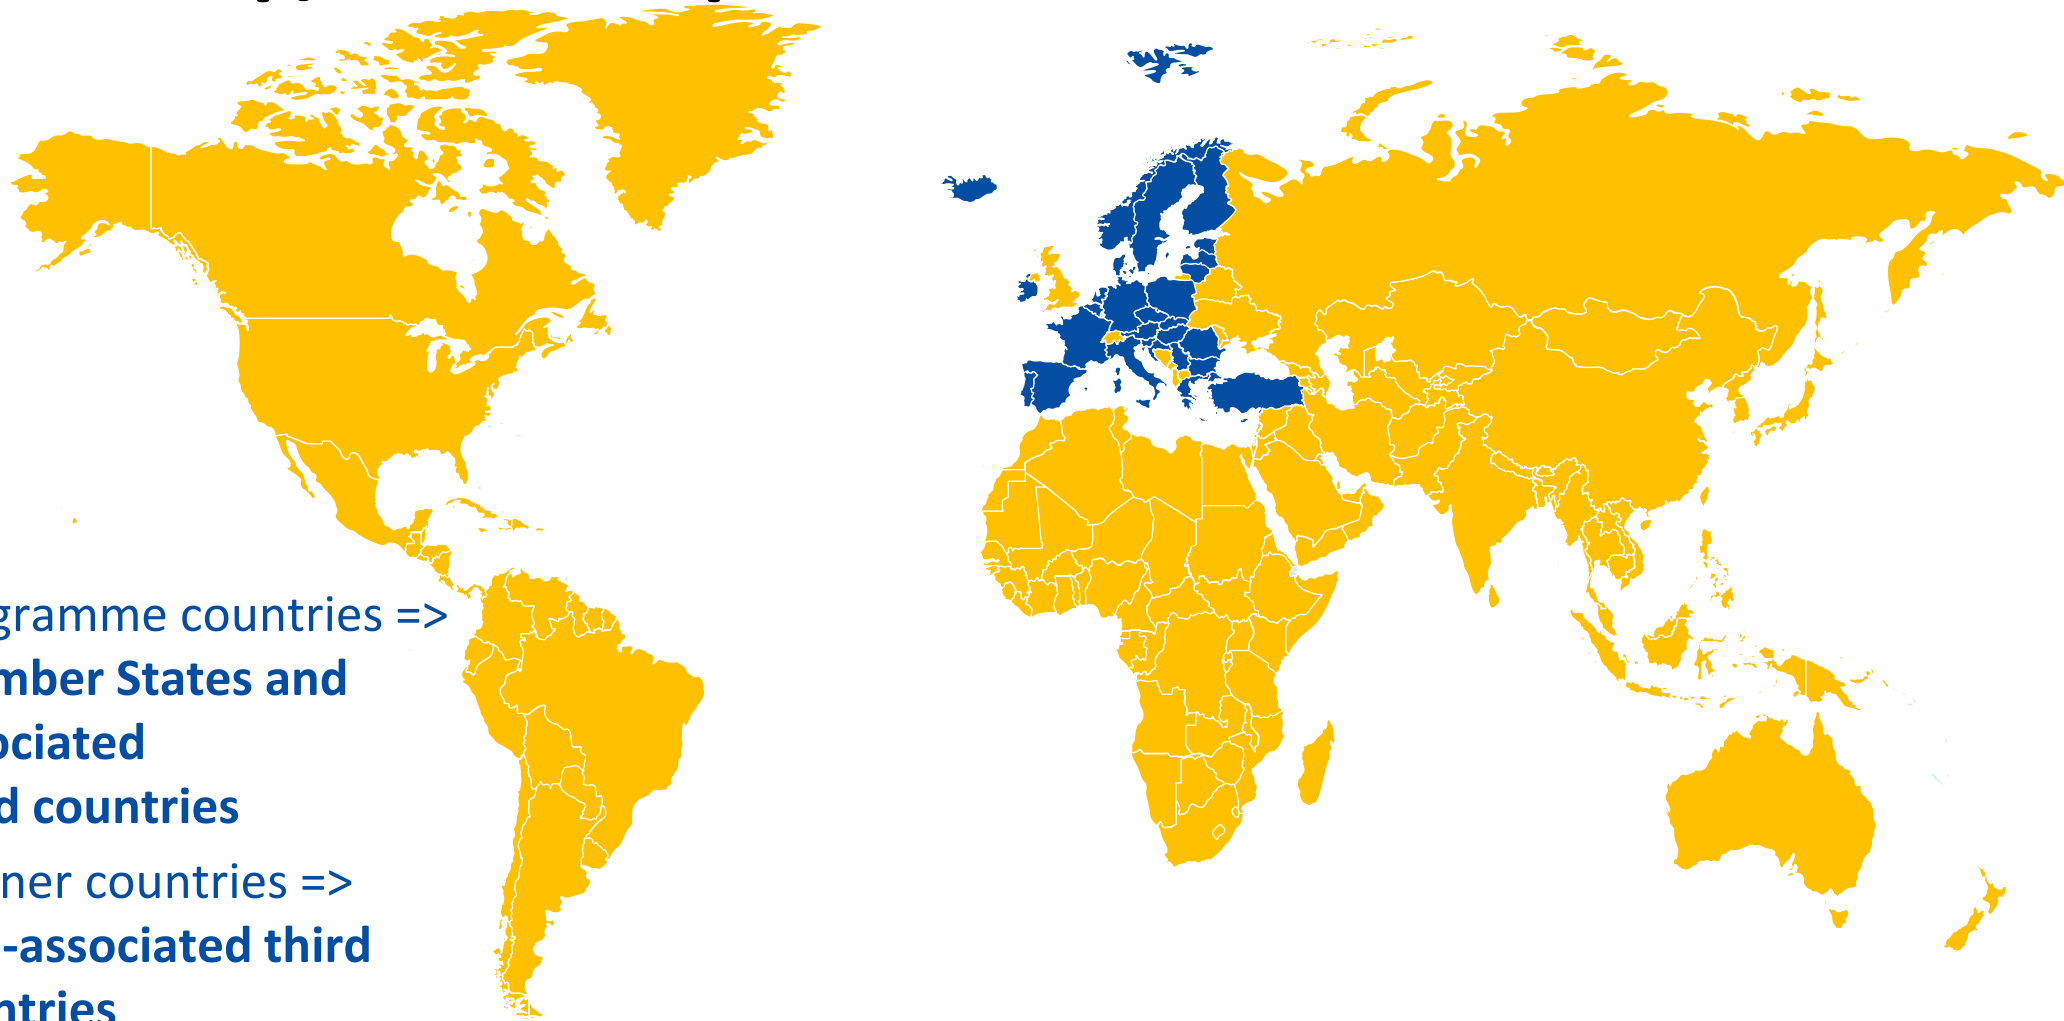 gramme countries =>
mber States and
ociated
d countries
ner countries =>
-associated third
ntries